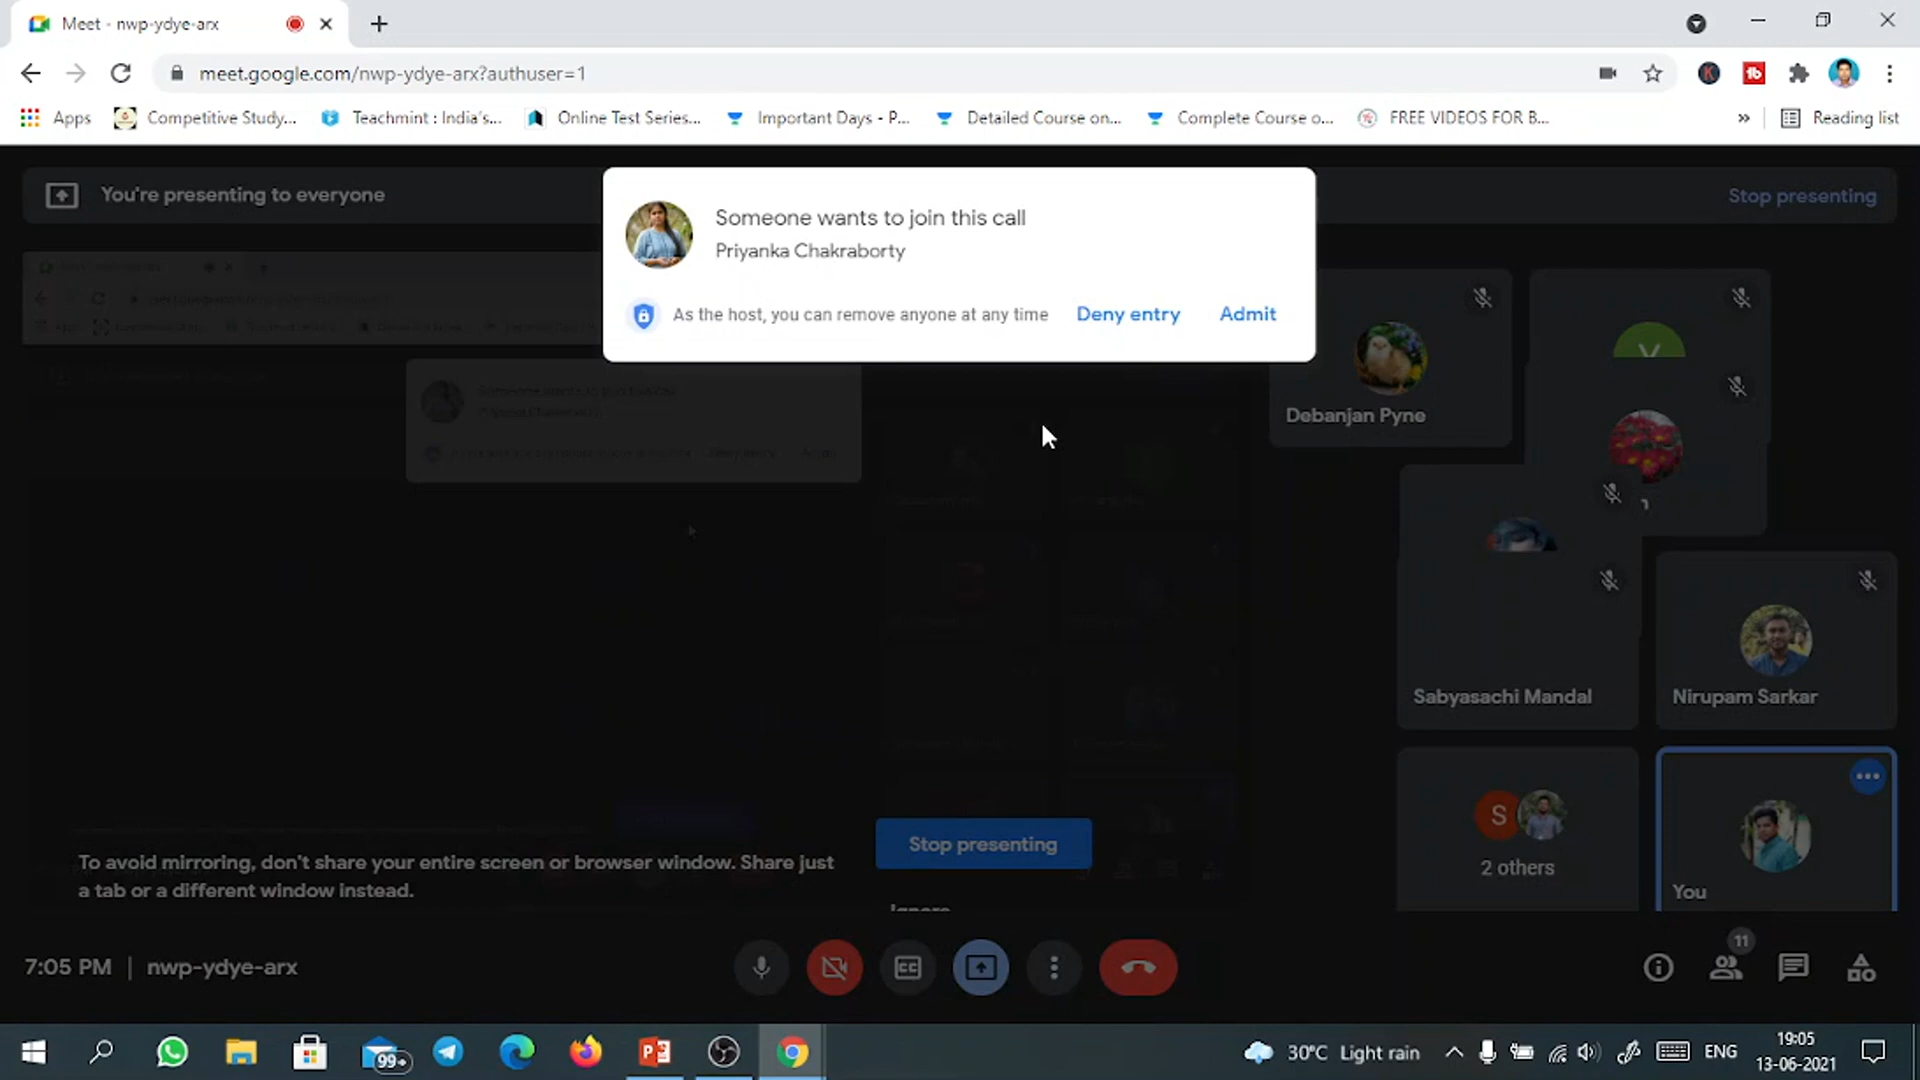 Meet - nwp-ydye-arx
meet.google.com/nwp-ydye-arx?authuser=1
Apps
Competitive Study...
Teachmint : India's...
Online Test Series...
Important Days - P...
Detailed Course on...
Complete Course o...
FREE VIDEOS FOR B...
»
Reading list
You're presenting to everyone
Stop presenting
Someone wants to join this call
Priyanka Chakraborty
As the host, you can remove anyone at any time
Deny entry
Admit
Debanjan Pyne
Sabyasachi Mandal
Nirupam Sarkar
S
2 others
You
Stop presenting
To avoid mirroring, don't share your entire screen or browser window. Share just
a tab or a different window instead.
Ignore
7:05 PM | nwp-ydye-arx
CC
11
99+
30°C Light rain
ENG
19:05
13-06-2021